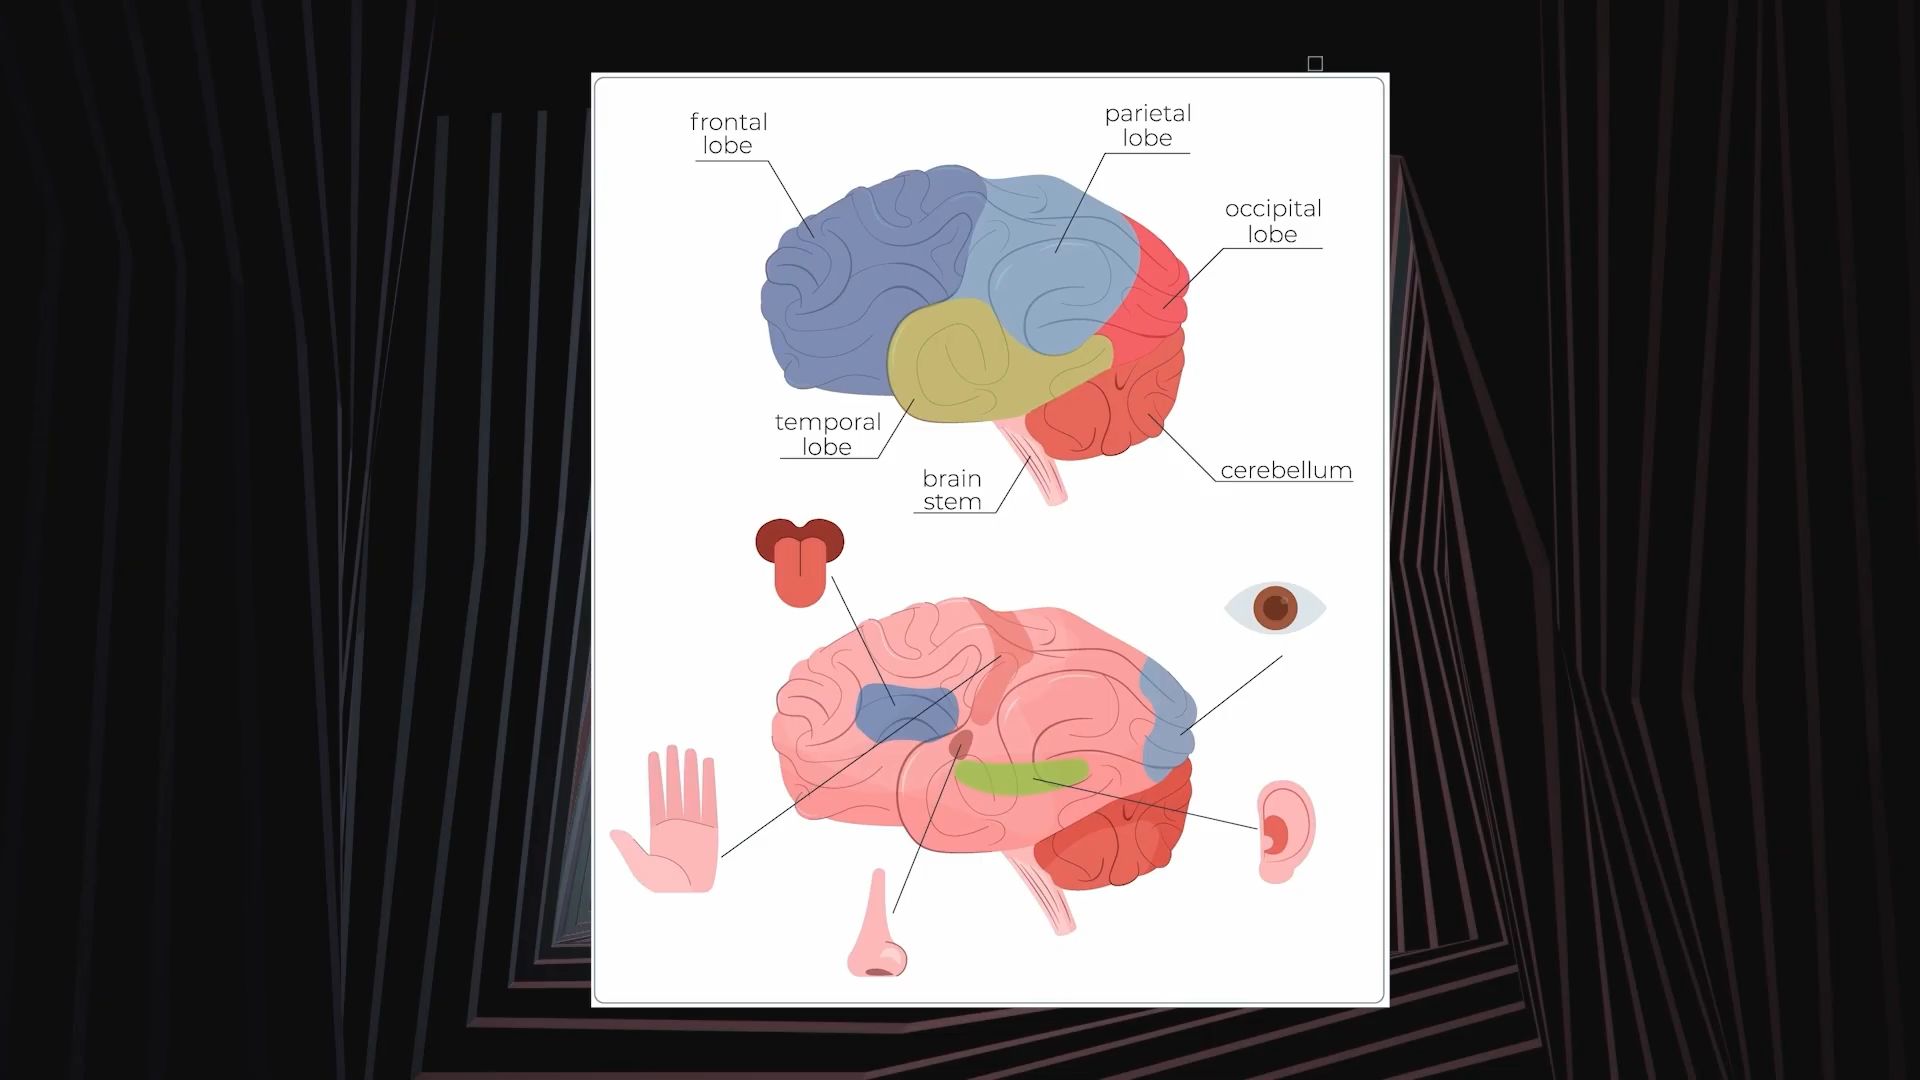 frontal
lobe
parietal
lobe
occipital
lobe
temporal
lobe
brain
stem
cerebellum